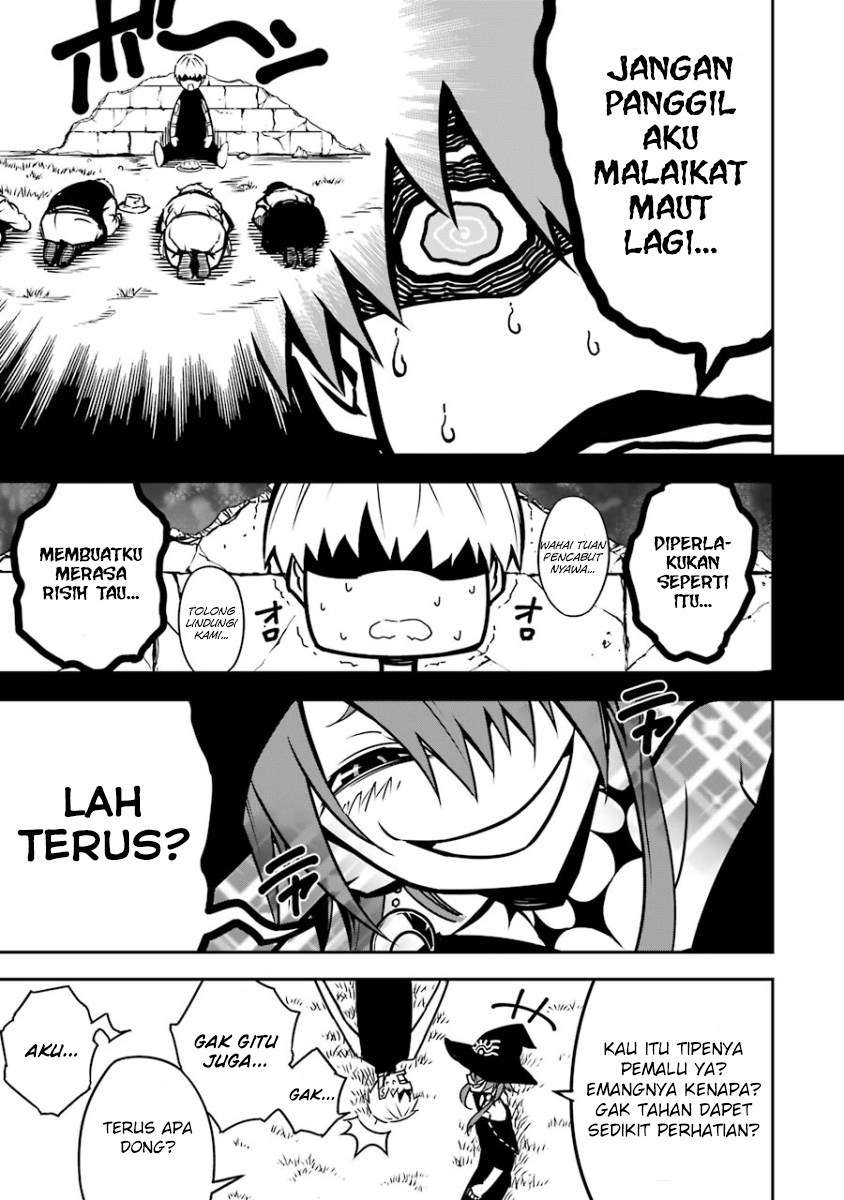 JANGAN
PANGGIL
AKU
MALAIKAT
MAUT
LAGI...
ボヘン
DIPERLA-
KUKAN
SEPERTI
ITU...
WAHAI TUAN
PENCABUT
NYAWA...
オロ
オロ
TOLONG
LINDUNGI
KAMI...
MEMBUATKU
MERASA
RISIH TAU...
ニヤ
ニヤ
LAH
TERUS?
KAU ITU TIPENYA
PEMALU YA?
EMANGNYA KENAPA?
GAK TAHAN DAPET
SEDIKIT PERHATIAN?
GAK...
GAK GITU
JUGA...
TERUS APA
DONG?
AKU...